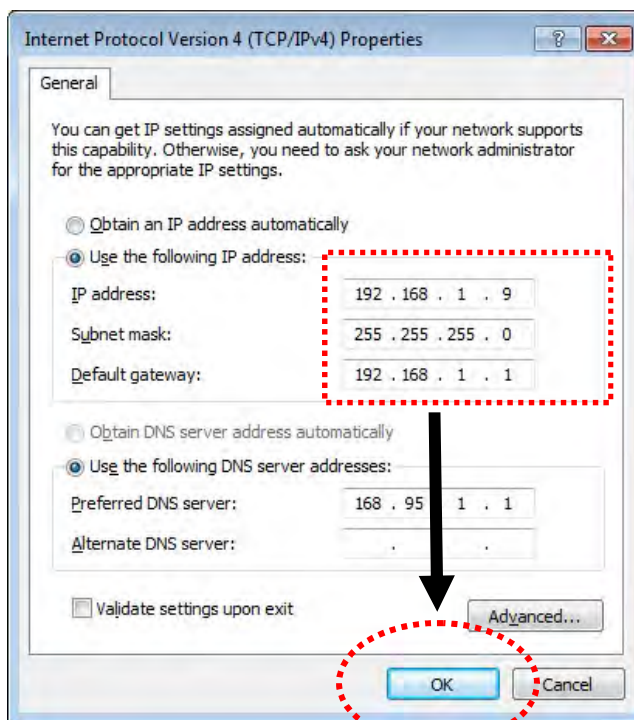 Internet Protocol Version 4 (TCP/IPv4) Properties
General
You can get IP settings assigned automatically if your network supports
this capability. Otherwise, you need to ask your network administrator
for the appropriate IP settings.
Obtain an IP address automatically
Use the following IP address:
IP address: 192 . 168 . 1 . 9
Subnet mask: 255 . 255 . 255 . 0
Default gateway: 192 . 168 . 1 . 1
Obtain DNS server address automatically
Use the following DNS server addresses:
Preferred DNS server: 168 . 95 1 . 1
Alternate DNS server: . .
Validate settings upon exit
Advanced...
OK Cancel